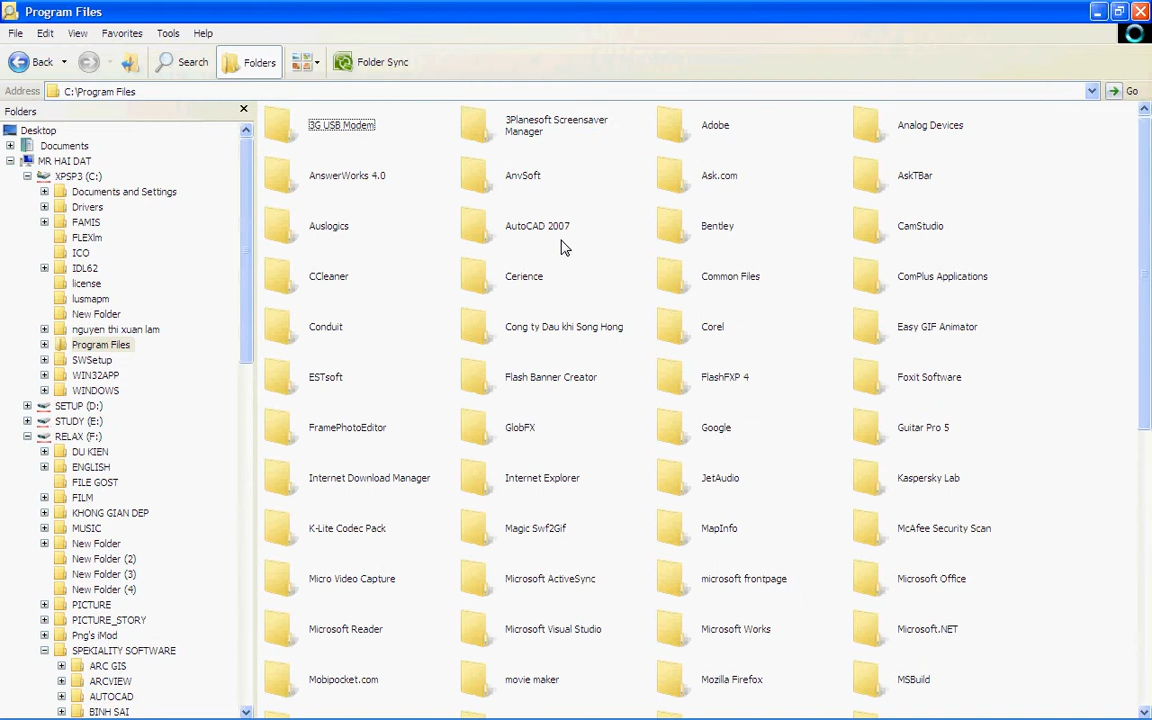 Program Files
File Edit View Favorites Tools Help
Back Search Folders Folder Sync
Address C:\Program Files Go
Folders
Desktop
Documents
MR HAI DAT
XPSP3 (C:)
Documents and Settings
Drivers
FAMIS
FLEXlm
ICO
IDL62
license
lusmapm
New Folder
nguyen thi xuan lam
Program Files
SWSetup
WIN32APP
WINDOWS
SETUP (D:)
STUDY (E:)
RELAX (F:)
DU KIEN
ENGLISH
FILE GOST
FILM
KHONG GIAN DEP
MUSIC
New Folder
New Folder (2)
New Folder (3)
New Folder (4)
PICTURE
PICTURE_STORY
Png's iMod
SPEKIALITY SOFTWARE
ARC GIS
ARCVIEW
AUTOCAD
BINH SAI
3G USB Modem
3Planesoft Screensaver
Manager
Adobe
Analog Devices
AnswerWorks 4.0
AnvSoft
Ask.com
AskTBar
Auslogics
AutoCAD 2007
Bentley
CamStudio
CCleaner
Cerience
Common Files
ComPlus Applications
Conduit
Cong ty Dau khi Song Hong
Corel
Easy GIF Animator
ESTsoft
Flash Banner Creator
FlashFXP 4
Foxit Software
FramePhotoEditor
GlobFX
Google
Guitar Pro 5
Internet Download Manager
Internet Explorer
JetAudio
Kaspersky Lab
K-Lite Codec Pack
Magic Swf2Gif
MapInfo
McAfee Security Scan
Micro Video Capture
Microsoft ActiveSync
microsoft frontpage
Microsoft Office
Microsoft Reader
Microsoft Visual Studio
Microsoft Works
Microsoft.NET
Mobipocket.com
movie maker
Mozilla Firefox
MSBuild